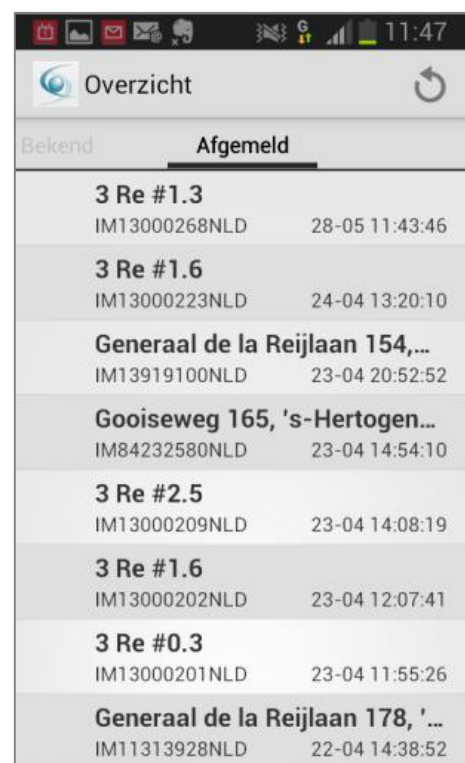 11:47
Overzicht
Bekend Afgemeld
3 Re #1.3
IM13000268NLD 28-05 11:43:46
3 Re #1.6
IM13000223NLD 24-04 13:20:10
Generaal de la Reijlaan 154,...
IM13919100NLD 23-04 20:52:52
Gooiseweg 165, 's-Hertogen...
IM84232580NLD 23-04 14:54:10
3 Re #2.5
IM13000209NLD 23-04 14:08:19
3 Re #1.6
IM13000202NLD 23-04 12:07:41
3 Re #0.3
IM13000201NLD 23-04 11:55:26
Generaal de la Reijlaan 178, '...
IM11313928NLD 22-04 14:38:52